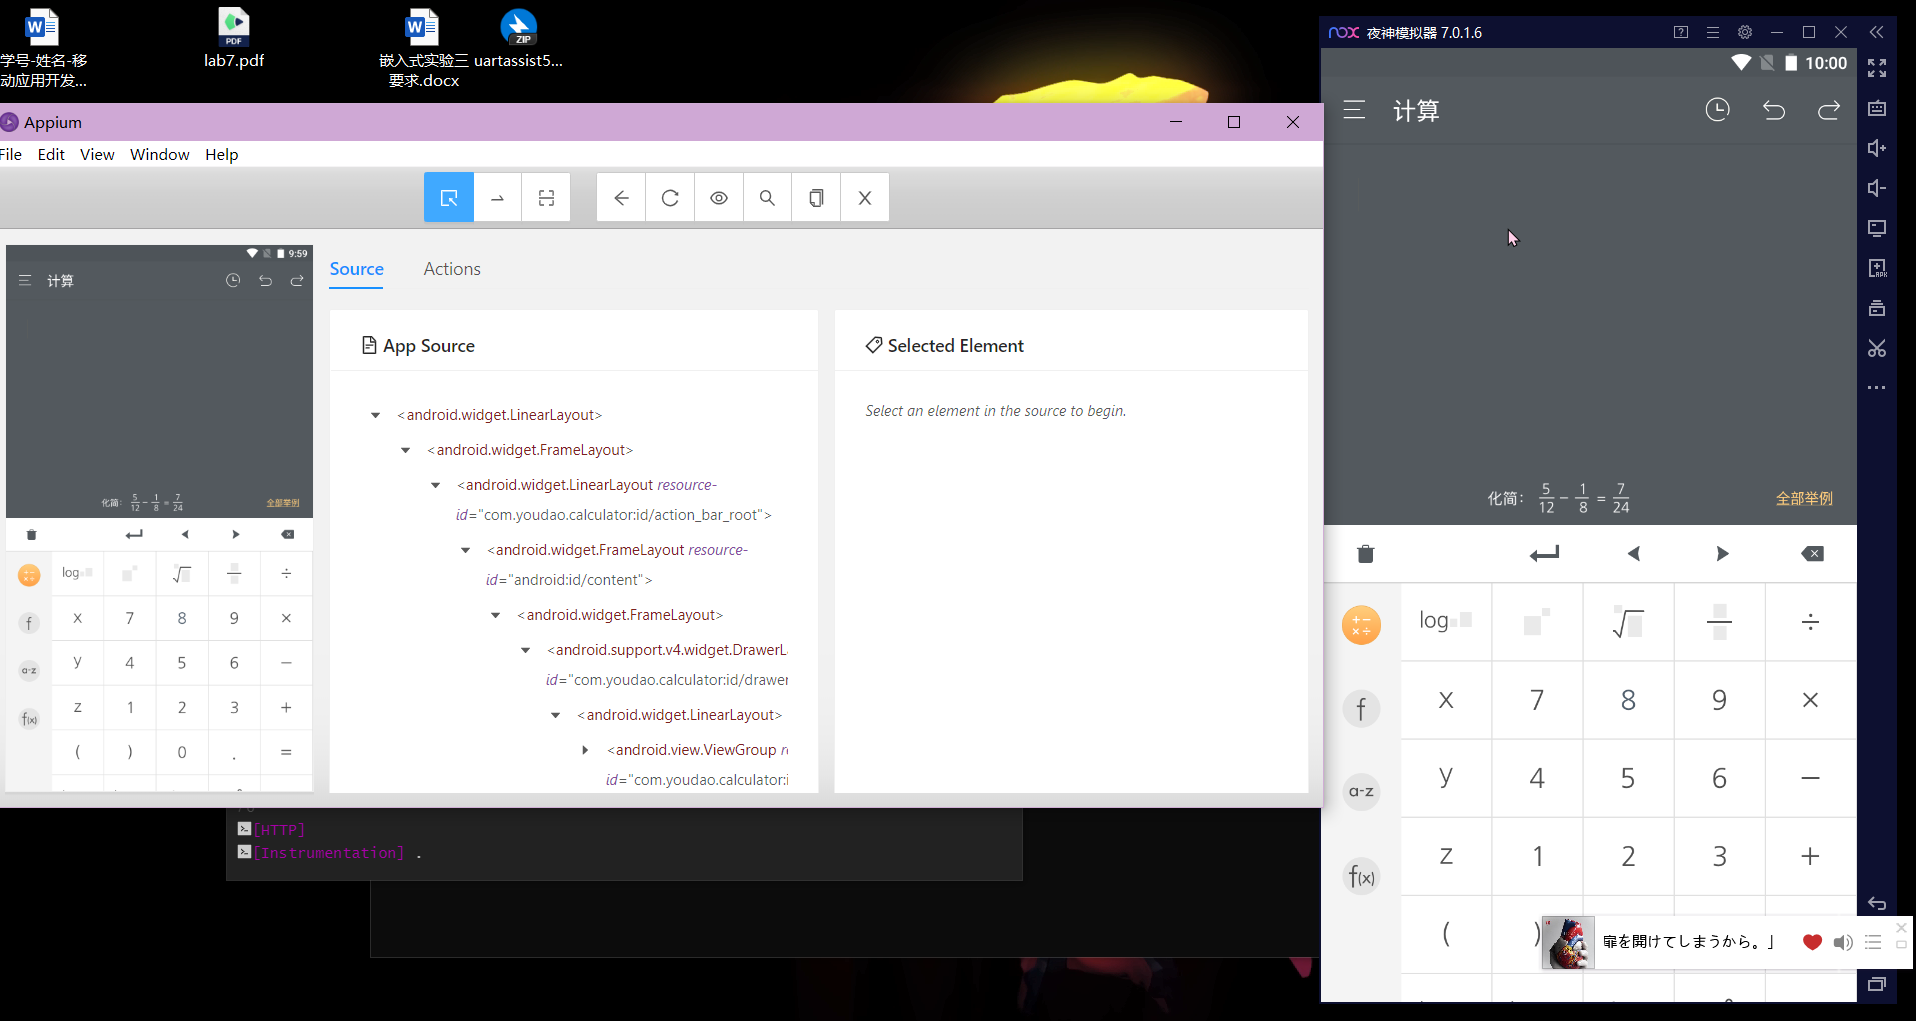 学号-姓名-移
动应用开发...
lab7.pdf
嵌入式实验三
要求.docx
uartassist5...
Appium
File Edit View Window Help
9:59
计算
化简: 5/12 - 1/8 = 7/24
全部举例
log
÷
f
x 7 8 9 ×
a-z
y 4 5 6 −
f(x)
z 1 2 3 +
( ) 0 . =
Source Actions
App Source
<android.widget.LinearLayout>
<android.widget.FrameLayout>
<android.widget.LinearLayout resource-
id="com.youdao.calculator:id/action_bar_root">
<android.widget.FrameLayout resource-
id="android:id/content">
<android.widget.FrameLayout>
<android.support.v4.widget.DrawerL
id="com.youdao.calculator:id/drawer
<android.widget.LinearLayout>
<android.view.ViewGroup re
id="com.youdao.calculator:i
Selected Element
Select an element in the source to begin.
[HTTP]
[Instrumentation] .
nox 夜神模拟器 7.0.1.6
10:00
计算
化简: 5/12 - 1/8 = 7/24
全部举例
log
÷
f
x 7 8 9 ×
a-z
y 4 5 6 −
f(x)
z 1 2 3 +
( )
扉を開けてしまうから。」